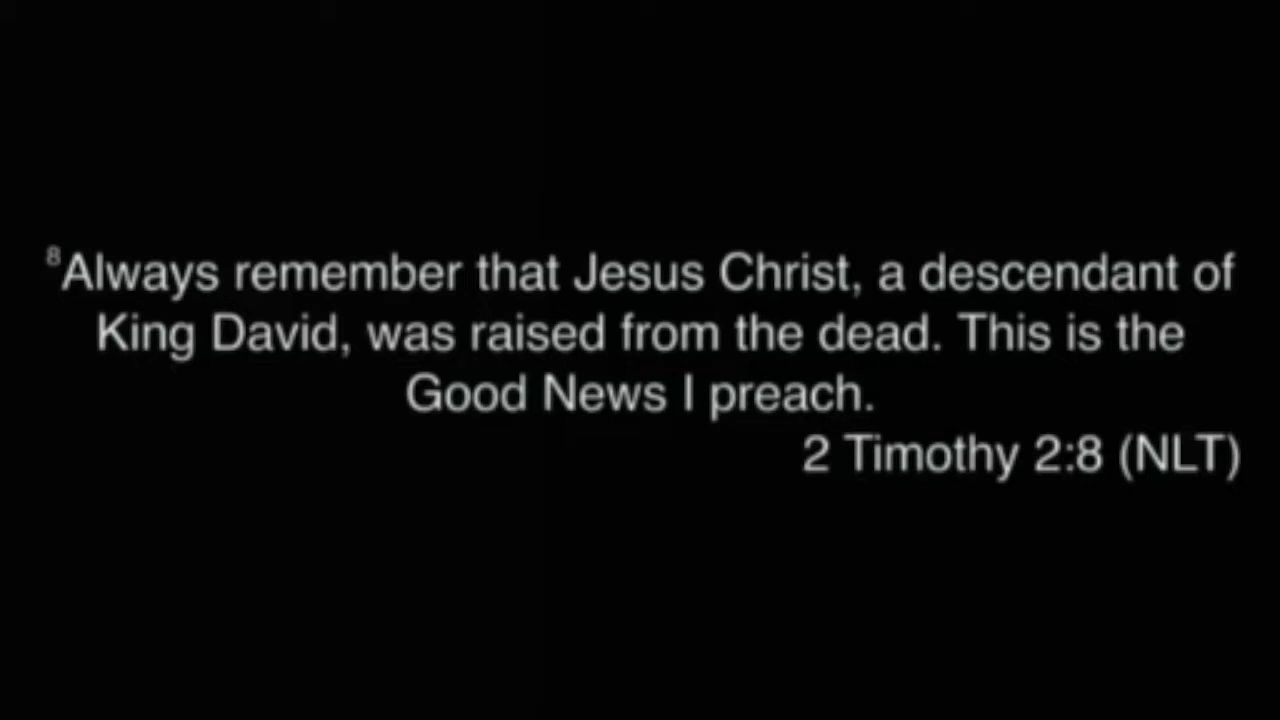 ⁸Always remember that Jesus Christ, a descendant of
King David, was raised from the dead. This is the
Good News I preach.
2 Timothy 2:8 (NLT)